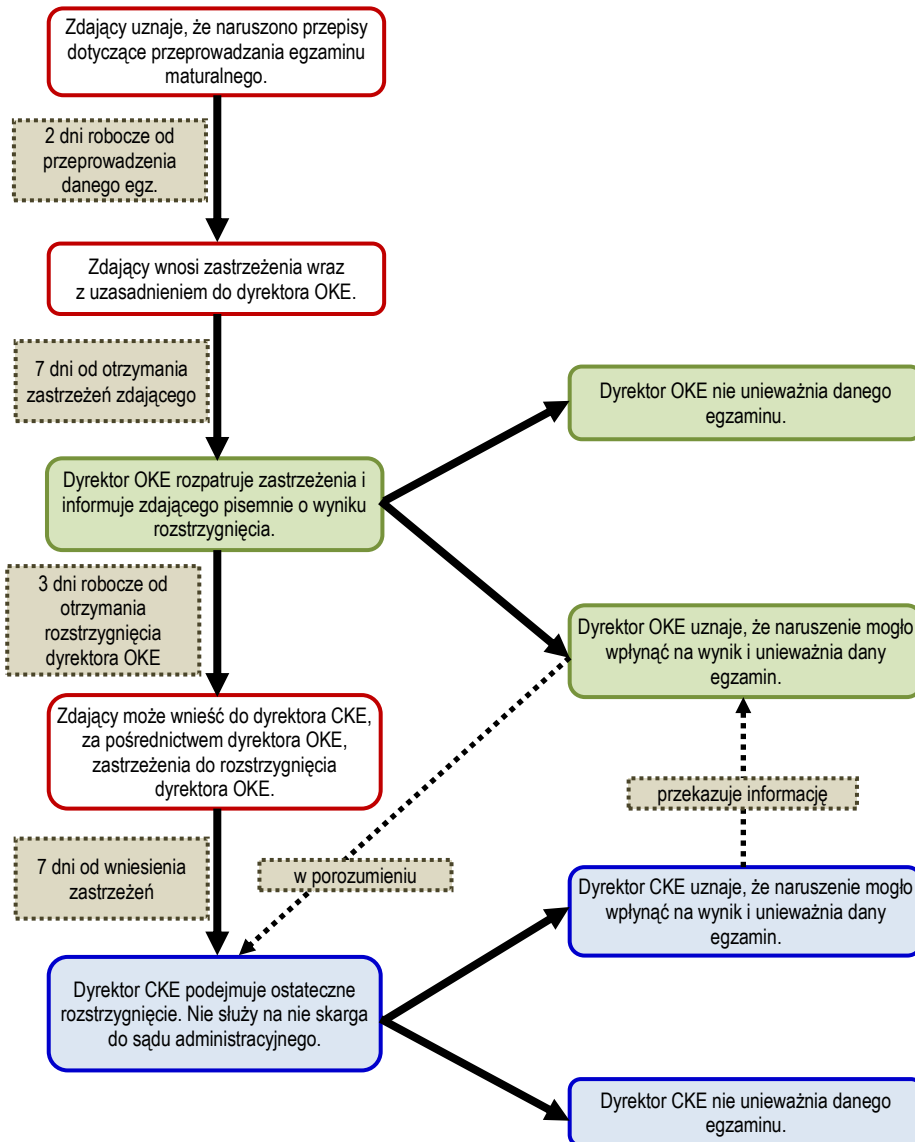 Zdający uznaje, że naruszono przepisy
dotyczące przeprowadzania egzaminu
maturalnego.
2 dni robocze od
przeprowadzenia
danego egz.
Zdający wnosi zastrzeżenia wraz
z uzasadnieniem do dyrektora OKE.
7 dni od otrzymania
zastrzeżeń zdającego
Dyrektor OKE nie unieważnia danego
egzaminu.
Dyrektor OKE rozpatruje zastrzeżenia i
informuje zdającego pisemnie o wyniku
rozstrzygnięcia.
3 dni robocze od
otrzymania
rozstrzygnięcia
dyrektora OKE
Dyrektor OKE uznaje, że naruszenie mogło
wpłynąć na wynik i unieważnia dany
egzamin.
Zdający może wnieść do dyrektora CKE,
za pośrednictwem dyrektora OKE,
zastrzeżenia do rozstrzygnięcia
dyrektora OKE.
przekazuje informację
7 dni od wniesienia
zastrzeżeń
w porozumieniu
Dyrektor CKE uznaje, że naruszenie mogło
wpłynąć na wynik i unieważnia dany
egzamin.
Dyrektor CKE podejmuje ostateczne
rozstrzygnięcie. Nie służy na nie skarga
do sądu administracyjnego.
Dyrektor CKE nie unieważnia danego
egzaminu.